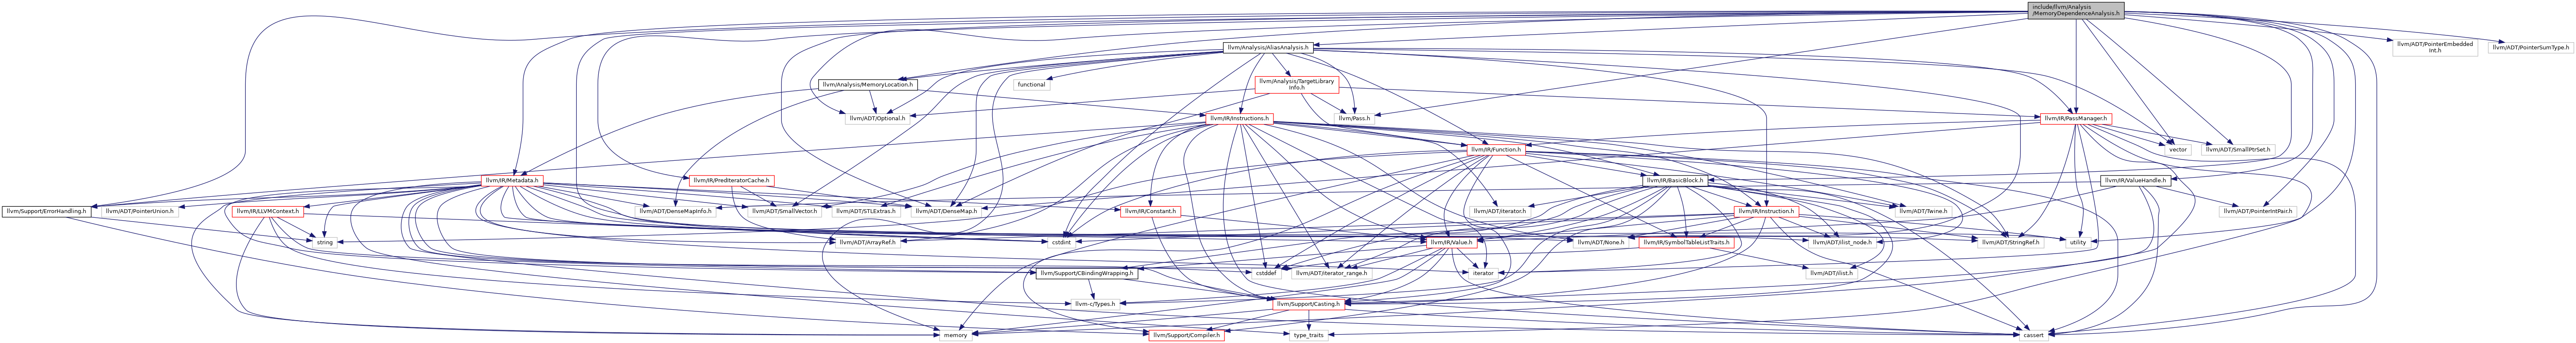 include/llvm/Analysis
/MemoryDependenceAnalysis.h
llvm/Analysis/AliasAnalysis.h
llvm/ADT/PointerEmbedded
Int.h
llvm/ADT/PointerSumType.h
llvm/Analysis/MemoryLocation.h
functional
llvm/Analysis/TargetLibrary
Info.h
llvm/ADT/Optional.h
llvm/IR/Instructions.h
llvm/Pass.h
llvm/IR/PassManager.h
llvm/IR/Function.h
vector
llvm/ADT/SmallPtrSet.h
llvm/IR/Metadata.h
llvm/IR/PredIteratorCache.h
llvm/IR/BasicBlock.h
llvm/IR/ValueHandle.h
llvm/Support/ErrorHandling.h
llvm/ADT/PointerUnion.h
llvm/IR/LLVMContext.h
llvm/ADT/DenseMapInfo.h
llvm/ADT/SmallVector.h
llvm/ADT/STLExtras.h
llvm/ADT/DenseMap.h
llvm/IR/Constant.h
llvm/ADT/iterator.h
llvm/IR/Instruction.h
llvm/ADT/Twine.h
llvm/ADT/PointerIntPair.h
string
llvm/ADT/ArrayRef.h
cstdint
llvm/IR/Value.h
llvm/ADT/None.h
llvm/IR/SymbolTableListTraits.h
llvm/ADT/ilist_node.h
llvm/ADT/StringRef.h
utility
llvm/Support/CBindingWrapping.h
cstddef
llvm/ADT/iterator_range.h
iterator
llvm/ADT/ilist.h
llvm-c/Types.h
llvm/Support/Casting.h
memory
llvm/Support/Compiler.h
type_traits
cassert